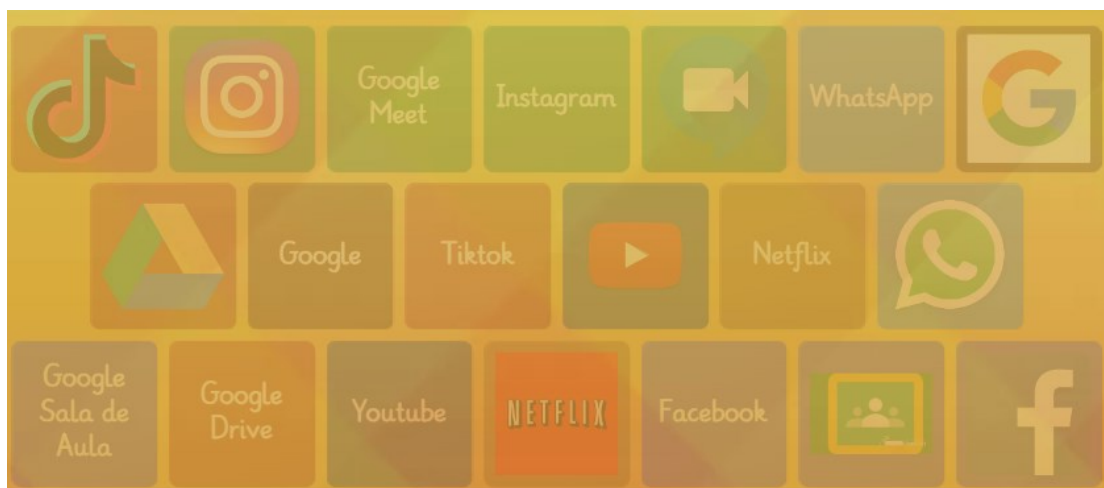 Google
Meet
Instagram
WhatsApp
Google
Tiktok
Netflix
Google
Sala de
Aula
Google
Drive
Youtube
NETFLIX
Facebook